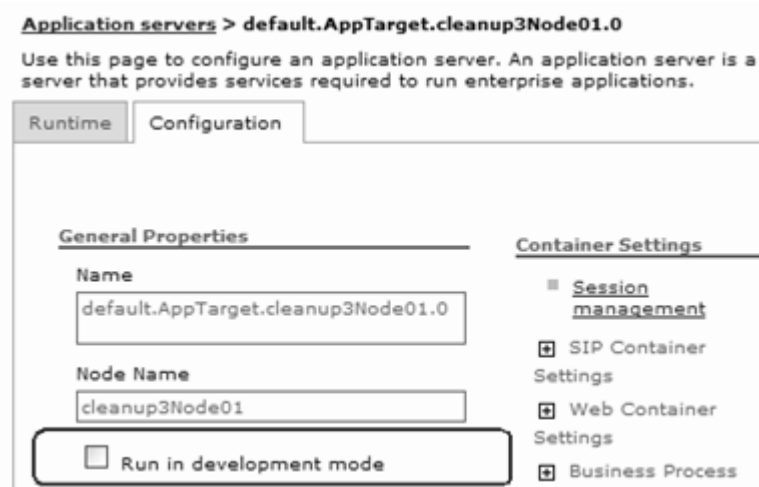 Application servers > default.AppTarget.cleanup3Node01.0
Use this page to configure an application server. An application server is a
server that provides services required to run enterprise applications.
Runtime
Configuration
General Properties
Name
default.AppTarget.cleanup3Node01.0
Node Name
cleanup3Node01
Run in development mode
Container Settings
Session
management
SIP Container
Settings
Web Container
Settings
Business Process